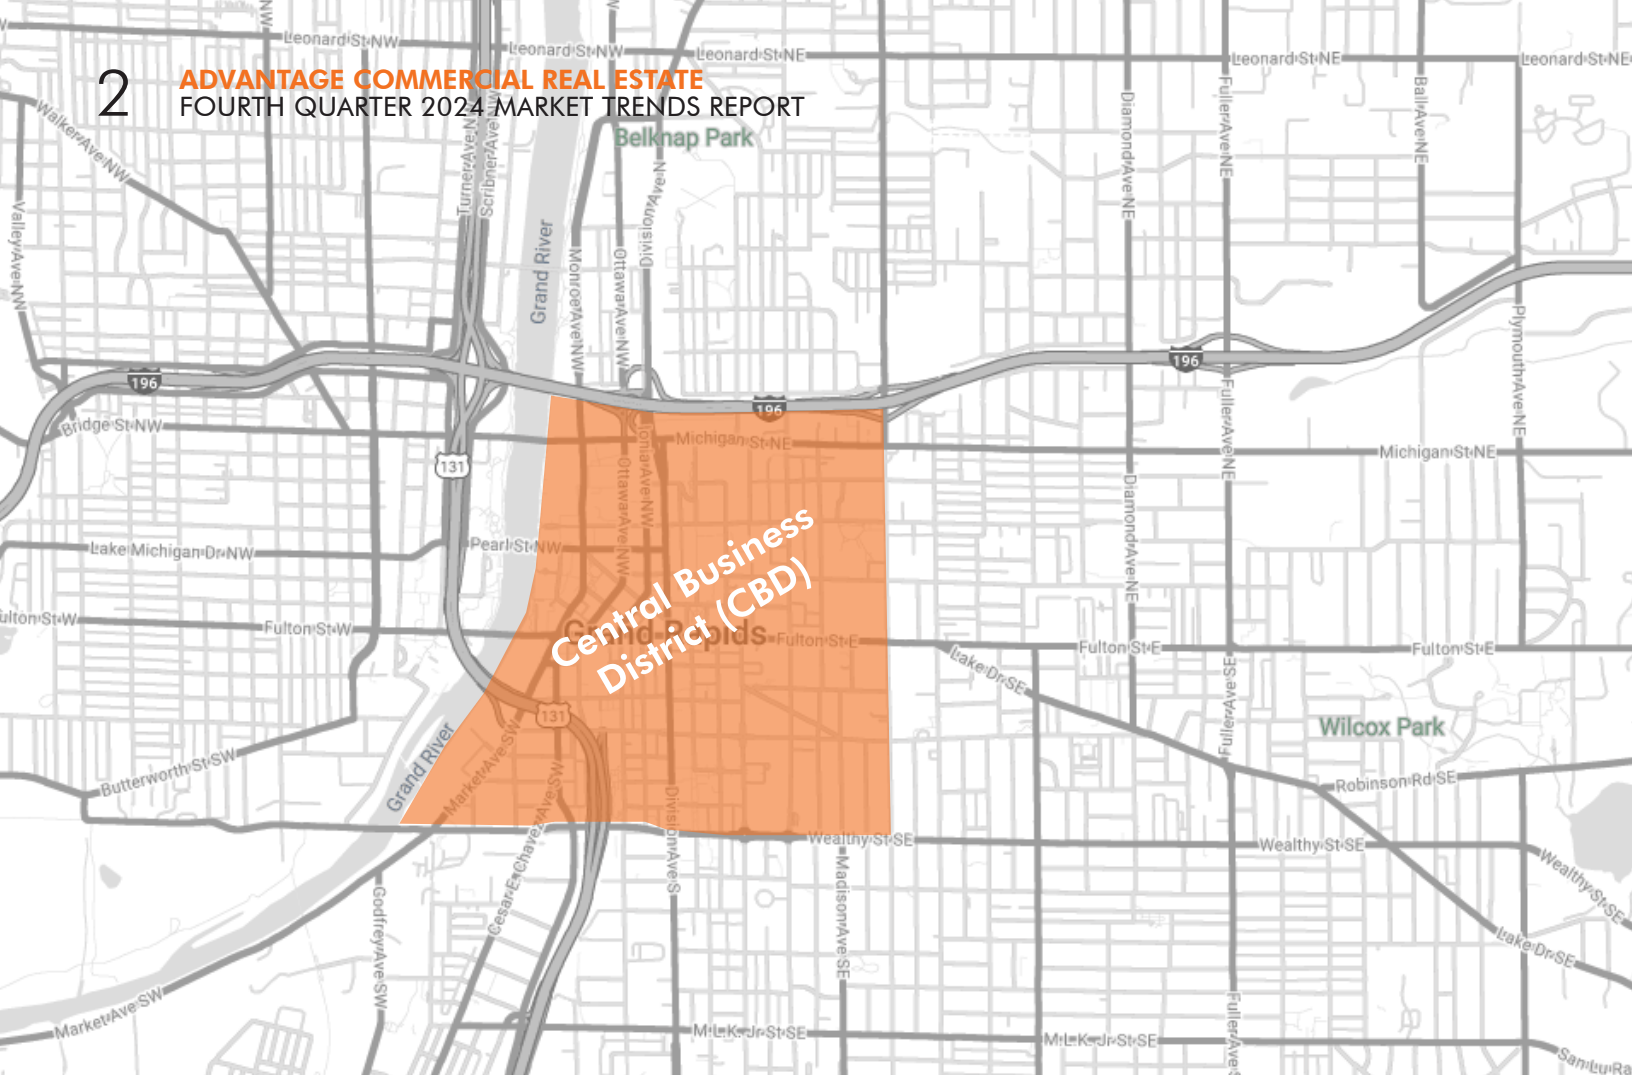 2
ADVANTAGE COMMERCIAL REAL ESTATE
FOURTH QUARTER 2024 MARKET TRENDS REPORT
Leonard St NW
Leonard St NW
Leonard St NE
Leonard St NE
Leonard St NE
Walker Ave NW
Valley Ave NW
Turner Ave N
Scribner Ave
Belknap Park
Division Ave N
Grand River
Monroe Ave NW
Ottawa Ave NW
Diamond Ave NE
Fuller Ave NE
Ball Ave NE
Plymouth Ave NE
196
196
196
Bridge St NW
131
Michigan St NE
Michigan St NE
Ionia Ave NW
Ottawa Ave NW
Fuller Ave NE
Diamond Ave NE
Lake Michigan Dr NW
Pearl St NW
Central Business
District (CBD)
Grand Rapids
ulton St W
Fulton St W
Fulton St E
Fulton St E
Fulton St E
Lake Dr SE
Fuller Ave SE
Wilcox Park
131
Butterworth St SW
Grand River
Market Ave SW
Cesar E. Chavez Ave SW
Division Ave S
Robinson Rd SE
Wealthy St SE
Wealthy St SE
Wealthy St SE
Madison Ave SE
Godfrey Ave SW
Lake Dr SE
Market Ave SW
M.L.K. Jr St SE
M.L.K. Jr St SE
Fuller Ave S
San Lu Ra